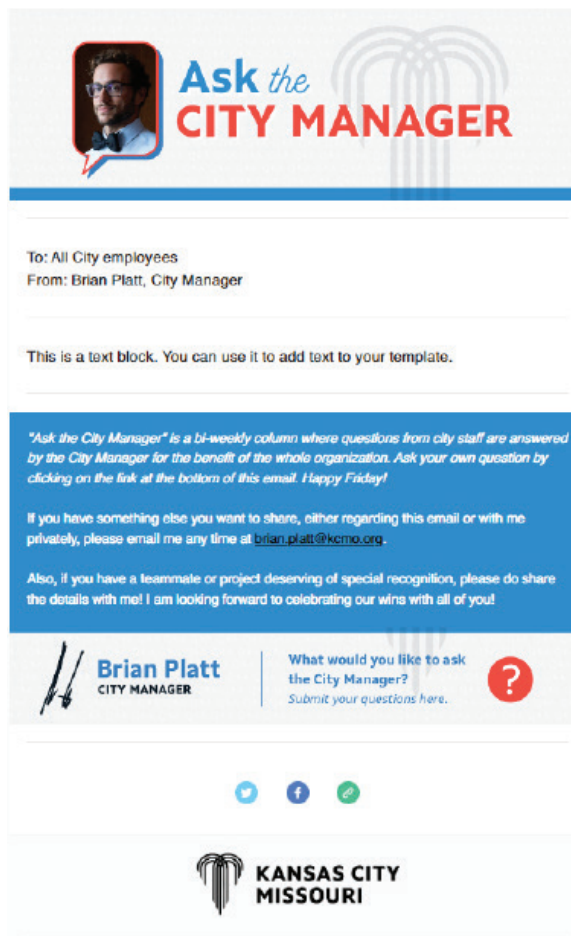 Ask the
CITY MANAGER
To: All City employees
From: Brian Platt, City Manager
This is a text block. You can use it to add text to your template.
"Ask the City Manager" is a bi-weekly column where questions from city staff are answered
by the City Manager for the benefit of the whole organization. Ask your own question by
clicking on the link at the bottom of this email. Happy Friday!
If you have something else you want to share, either regarding this email or with me
privately, please email me any time at brian.platt@kcmo.org.
Also, if you have a teammate or project deserving of special recognition, please do share
the details with me! I am looking forward to celebrating our wins with all of you!
Brian Platt
CITY MANAGER
What would you like to ask
the City Manager?
Submit your questions here.
?
KANSAS CITY
MISSOURI